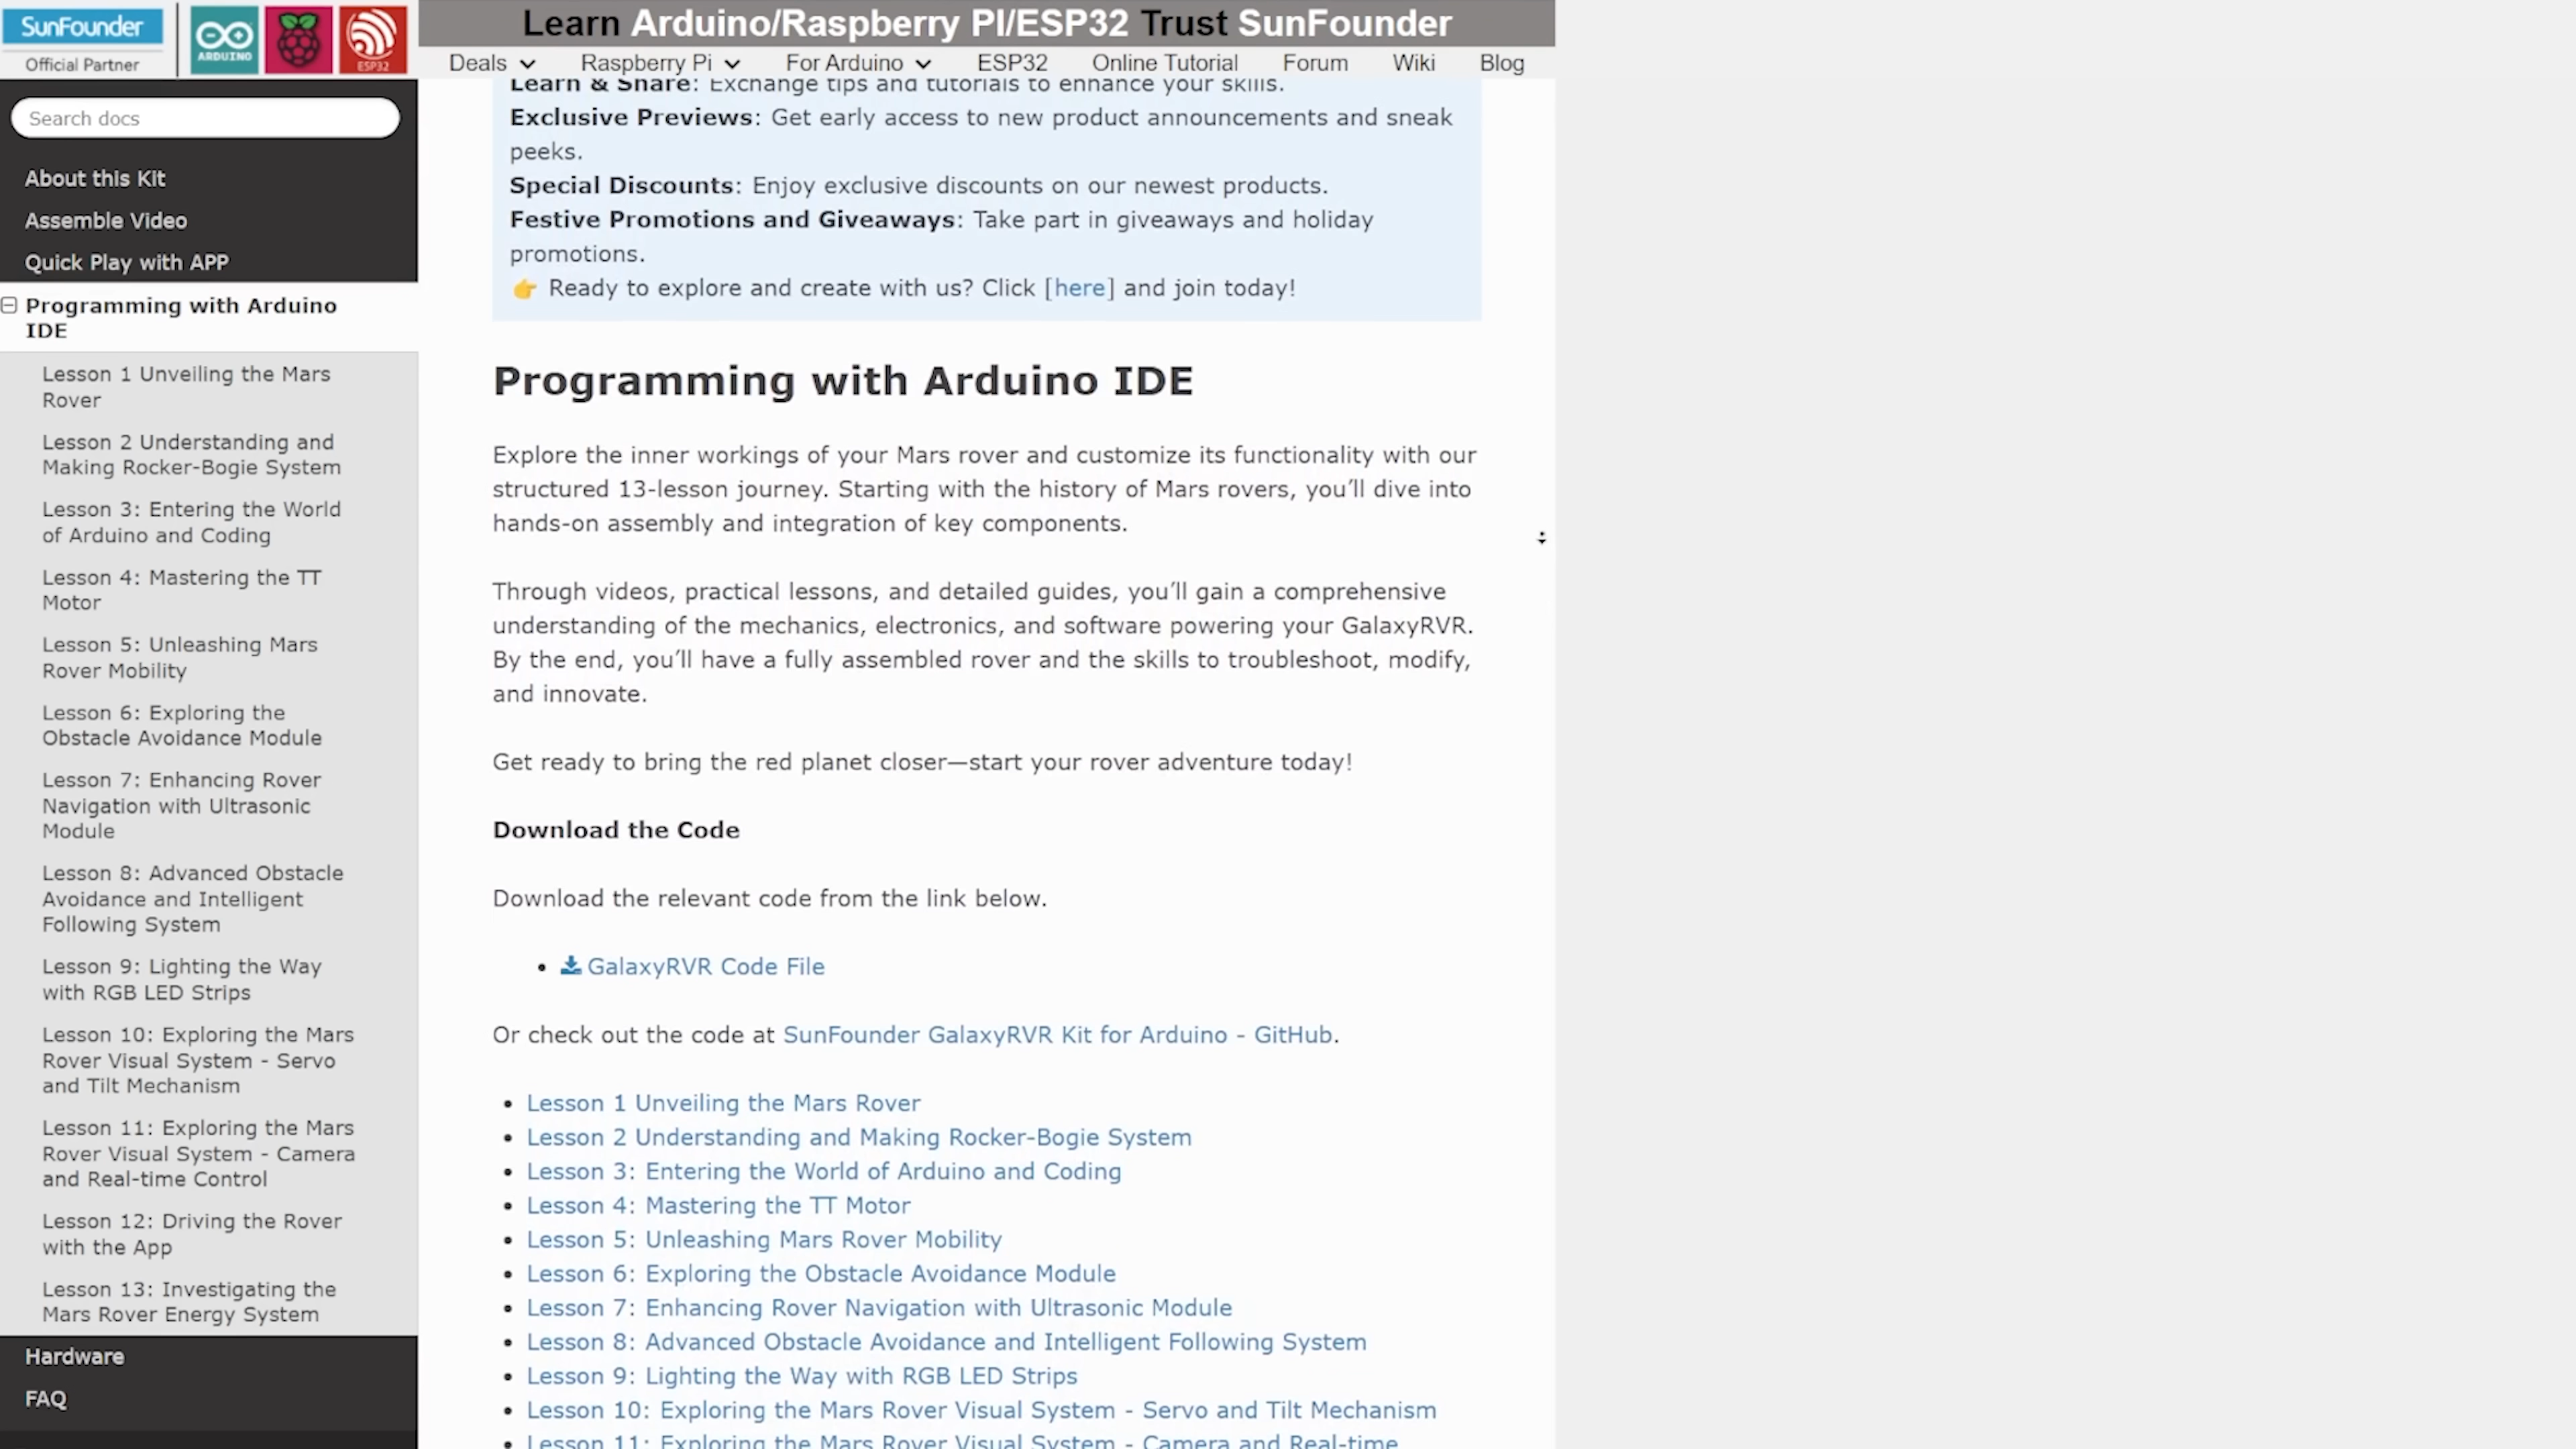 SunFounder
Official Partner
ARDUINO
ESP32
Learn Arduino/Raspberry PI/ESP32 Trust SunFounder
Deals Raspberry Pi For Arduino ESP32 Online Tutorial Forum Wiki Blog
Search docs
About this Kit
Assemble Video
Quick Play with APP
Programming with Arduino
IDE
Lesson 1 Unveiling the Mars
Rover
Lesson 2 Understanding and
Making Rocker-Bogie System
Lesson 3: Entering the World
of Arduino and Coding
Lesson 4: Mastering the TT
Motor
Lesson 5: Unleashing Mars
Rover Mobility
Lesson 6: Exploring the
Obstacle Avoidance Module
Lesson 7: Enhancing Rover
Navigation with Ultrasonic
Module
Lesson 8: Advanced Obstacle
Avoidance and Intelligent
Following System
Lesson 9: Lighting the Way
with RGB LED Strips
Lesson 10: Exploring the Mars
Rover Visual System - Servo
and Tilt Mechanism
Lesson 11: Exploring the Mars
Rover Visual System - Camera
and Real-time Control
Lesson 12: Driving the Rover
with the App
Lesson 13: Investigating the
Mars Rover Energy System
Hardware
FAQ
Learn & Share: Exchange tips and tutorials to enhance your skills.
Exclusive Previews: Get early access to new product announcements and sneak
peeks.
Special Discounts: Enjoy exclusive discounts on our newest products.
Festive Promotions and Giveaways: Take part in giveaways and holiday
promotions.
👉 Ready to explore and create with us? Click [here] and join today!
Programming with Arduino IDE
Explore the inner workings of your Mars rover and customize its functionality with our
structured 13-lesson journey. Starting with the history of Mars rovers, you’ll dive into
hands-on assembly and integration of key components.
Through videos, practical lessons, and detailed guides, you’ll gain a comprehensive
understanding of the mechanics, electronics, and software powering your GalaxyRVR.
By the end, you’ll have a fully assembled rover and the skills to troubleshoot, modify,
and innovate.
Get ready to bring the red planet closer—start your rover adventure today!
Download the Code
Download the relevant code from the link below.
• GalaxyRVR Code File
Or check out the code at SunFounder GalaxyRVR Kit for Arduino - GitHub.
• Lesson 1 Unveiling the Mars Rover
• Lesson 2 Understanding and Making Rocker-Bogie System
• Lesson 3: Entering the World of Arduino and Coding
• Lesson 4: Mastering the TT Motor
• Lesson 5: Unleashing Mars Rover Mobility
• Lesson 6: Exploring the Obstacle Avoidance Module
• Lesson 7: Enhancing Rover Navigation with Ultrasonic Module
• Lesson 8: Advanced Obstacle Avoidance and Intelligent Following System
• Lesson 9: Lighting the Way with RGB LED Strips
• Lesson 10: Exploring the Mars Rover Visual System - Servo and Tilt Mechanism
• Lesson 11: Exploring the Mars Rover Visual System - Camera and Real-time